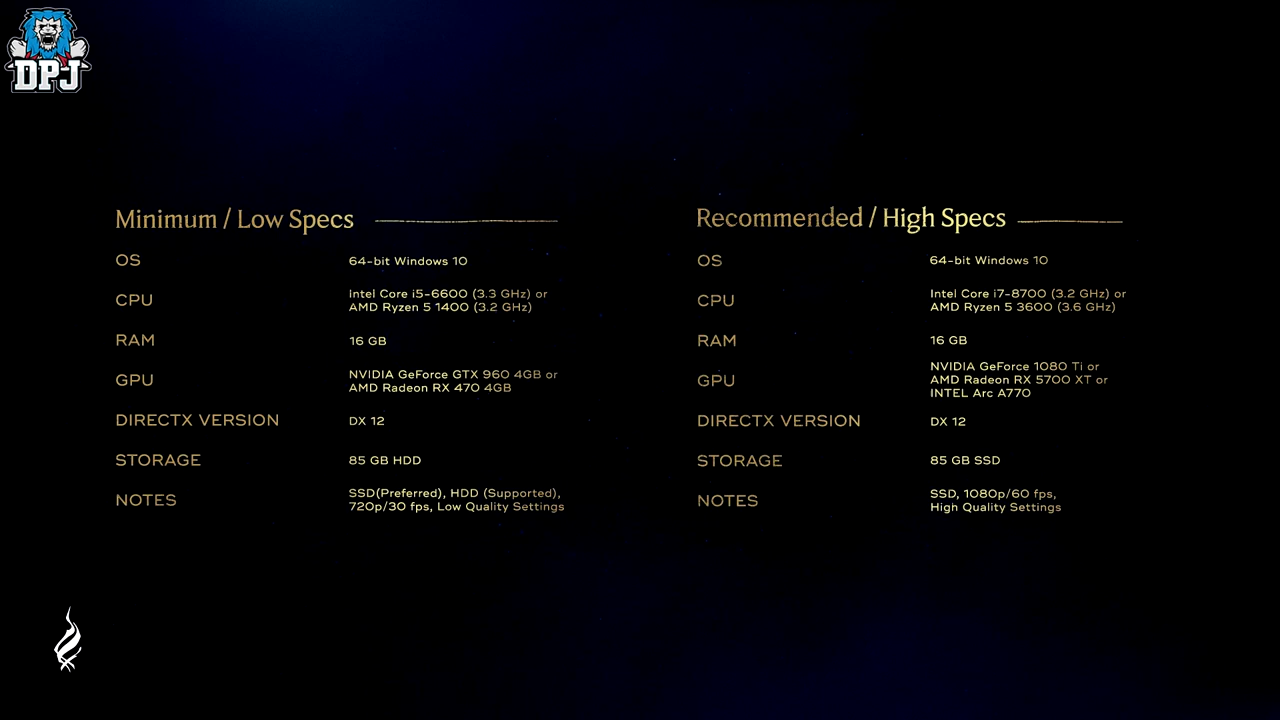 DPJ
Minimum / Low Specs
OS
64-bit Windows 10
CPU
Intel Core i5-6600 (3.3 GHz) or
AMD Ryzen 5 1400 (3.2 GHz)
RAM
16 GB
GPU
NVIDIA GeForce GTX 960 4GB or
AMD Radeon RX 470 4GB
DIRECTX VERSION
DX 12
STORAGE
85 GB HDD
NOTES
SSD(Preferred), HDD (Supported),
720p/30 fps, Low Quality Settings
Recommended / High Specs
OS
64-bit Windows 10
CPU
Intel Core i7-8700 (3.2 GHz) or
AMD Ryzen 5 3600 (3.6 GHz)
RAM
16 GB
GPU
NVIDIA GeForce 1080 Ti or
AMD Radeon RX 5700 XT or
INTEL Arc A770
DIRECTX VERSION
DX 12
STORAGE
85 GB SSD
NOTES
SSD, 1080p/60 fps,
High Quality Settings